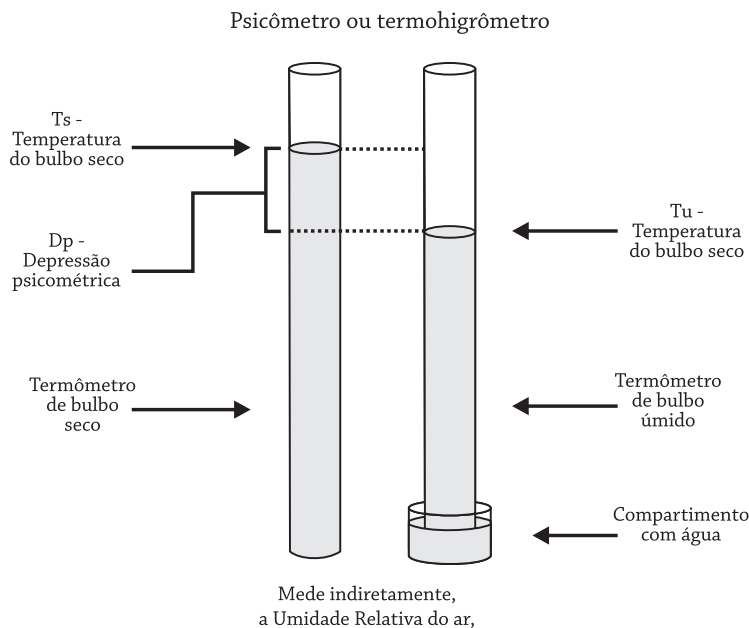 Psicômetro ou termohigrômetro
Ts -
Temperatura
do bulbo seco
Dp -
Depressão
psicométrica
Termômetro
de bulbo
seco
Tu -
Temperatura
do bulbo seco
Termômetro
de bulbo
úmido
Compartimento
com água
Mede indiretamente,
a Umidade Relativa do ar,